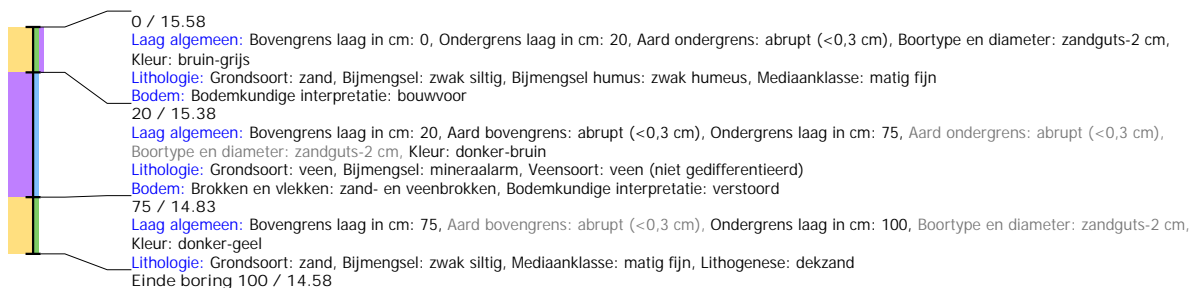 0 / 15.58
Laag algemeen: Bovengrens laag in cm: 0, Ondergrens laag in cm: 20, Aard ondergrens: abrupt (<0,3 cm), Boortype en diameter: zandguts-2 cm,
Kleur: bruin-grijs
Lithologie: Grondsoort: zand, Bijmengsel: zwak siltig, Bijmengsel humus: zwak humeus, Mediaanklasse: matig fijn
Bodem: Bodemkundige interpretatie: bouwvoor
20 / 15.38
Laag algemeen: Bovengrens laag in cm: 20, Aard bovengrens: abrupt (<0,3 cm), Ondergrens laag in cm: 75, Aard ondergrens: abrupt (<0,3 cm),
Boortype en diameter: zandguts-2 cm, Kleur: donker-bruin
Lithologie: Grondsoort: veen, Bijmengsel: mineraalarm, Veensoort: veen (niet gedifferentieerd)
Bodem: Brokken en vlekken: zand- en veenbrokken, Bodemkundige interpretatie: verstoord
75 / 14.83
Laag algemeen: Bovengrens laag in cm: 75, Aard bovengrens: abrupt (<0,3 cm), Ondergrens laag in cm: 100, Boortype en diameter: zandguts-2 cm,
Kleur: donker-geel
Lithologie: Grondsoort: zand, Bijmengsel: zwak siltig, Mediaanklasse: matig fijn, Lithogenese: dekzand
Einde boring 100 / 14.58